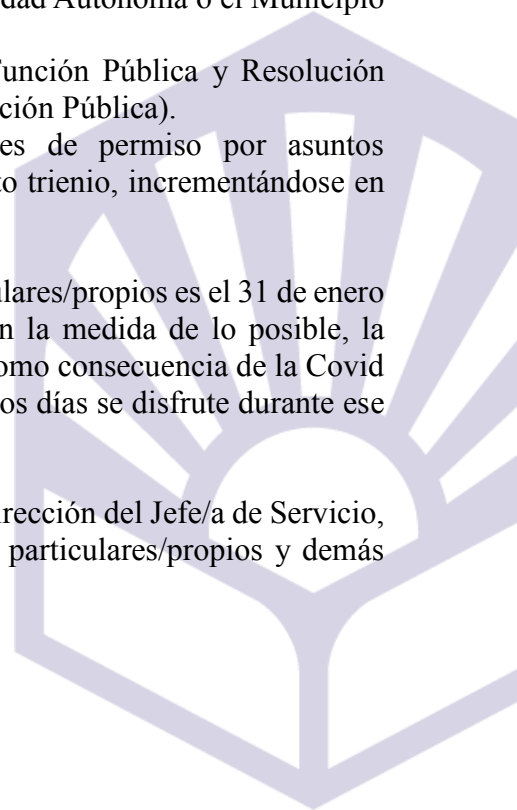 dad Autónoma o el Municipio
Función Pública y Resolución
ción Pública).
es de permiso por asuntos
to trienio, incrementándose en
ulares/propios es el 31 de enero
n la medida de lo posible, la
omo consecuencia de la Covid
os días se disfrute durante ese
irección del Jefe/a de Servicio,
particulares/propios y demás